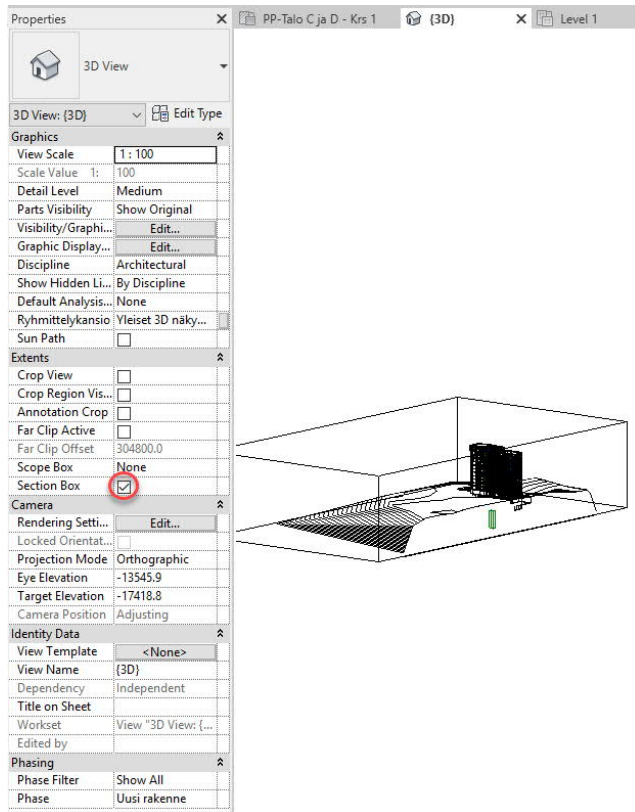 Properties
PP-Talo C ja D - Krs 1
{3D}
Level 1
3D View
3D View: {3D}
Edit Type
Graphics
View Scale 1 : 100
Scale Value 1: 100
Detail Level Medium
Parts Visibility Show Original
Visibility/Graphi... Edit...
Graphic Display... Edit...
Discipline Architectural
Show Hidden Li... By Discipline
Default Analysis... None
Ryhmittelykansio Yleiset 3D näky...
Sun Path
Extents
Crop View
Crop Region Vis...
Annotation Crop
Far Clip Active
Far Clip Offset 304800.0
Scope Box None
Section Box
Camera
Rendering Setti... Edit...
Locked Orientat...
Projection Mode Orthographic
Eye Elevation -13545.9
Target Elevation -17418.8
Camera Position Adjusting
Identity Data
View Template <None>
View Name {3D}
Dependency Independent
Title on Sheet
Workset View "3D View: {...
Edited by
Phasing
Phase Filter Show All
Phase Uusi rakenne